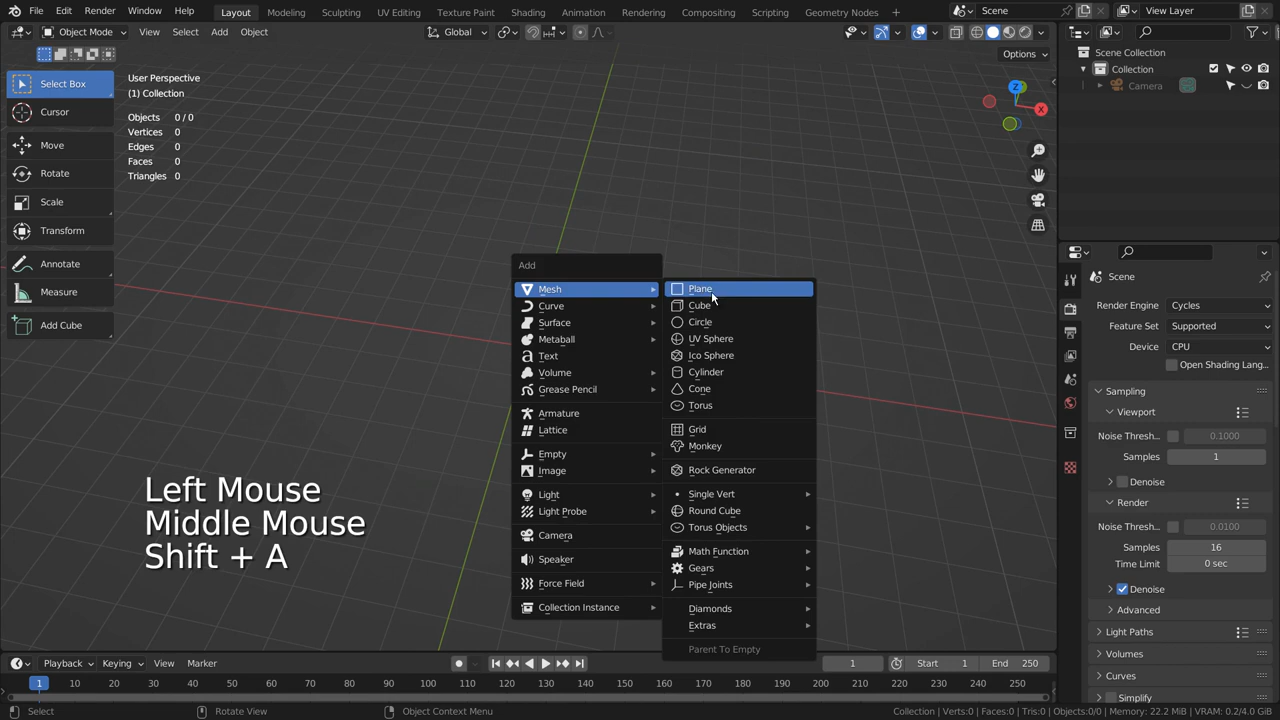 File Edit Render Window Help Layout Modeling Sculpting UV Editing Texture Paint Shading Animation Rendering Compositing Scripting Geometry Nodes + Scene View Layer
Object Mode View Select Add Object Global
Options
Select Box
Cursor
Move
Rotate
Scale
Transform
Annotate
Measure
Add Cube
User Perspective
(1) Collection
Objects 0 / 0
Vertices 0
Edges 0
Faces 0
Triangles 0
Z
X
Add
Mesh
Curve
Surface
Metaball
Text
Volume
Grease Pencil
Armature
Lattice
Empty
Image
Light
Light Probe
Camera
Speaker
Force Field
Collection Instance
Plane
Cube
Circle
UV Sphere
Ico Sphere
Cylinder
Cone
Torus
Grid
Monkey
Rock Generator
Single Vert
Round Cube
Torus Objects
Math Function
Gears
Pipe Joints
Diamonds
Extras
Parent To Empty
Left Mouse
Middle Mouse
Shift + A
Scene Collection
Collection
Camera
Scene
Render Engine Cycles
Feature Set Supported
Device CPU
Open Shading Lang...
Sampling
Viewport
Noise Thresh... 0.1000
Samples 1
Denoise
Render
Noise Thresh... 0.0100
Samples 16
Time Limit 0 sec
Denoise
Advanced
Light Paths
Volumes
Curves
Simplify
Playback Keying View Marker 1 Start 1 End 250
1 10 20 30 40 50 60 70 80 90 100 110 120 130 140 150 160 170 180 190 200 210 220 230 240 250
Select Rotate View Object Context Menu Collection | Verts:0 | Faces:0 | Tris:0 | Objects:0/0 | Memory: 22.2 MiB | VRAM: 0.2/4.0 GiB